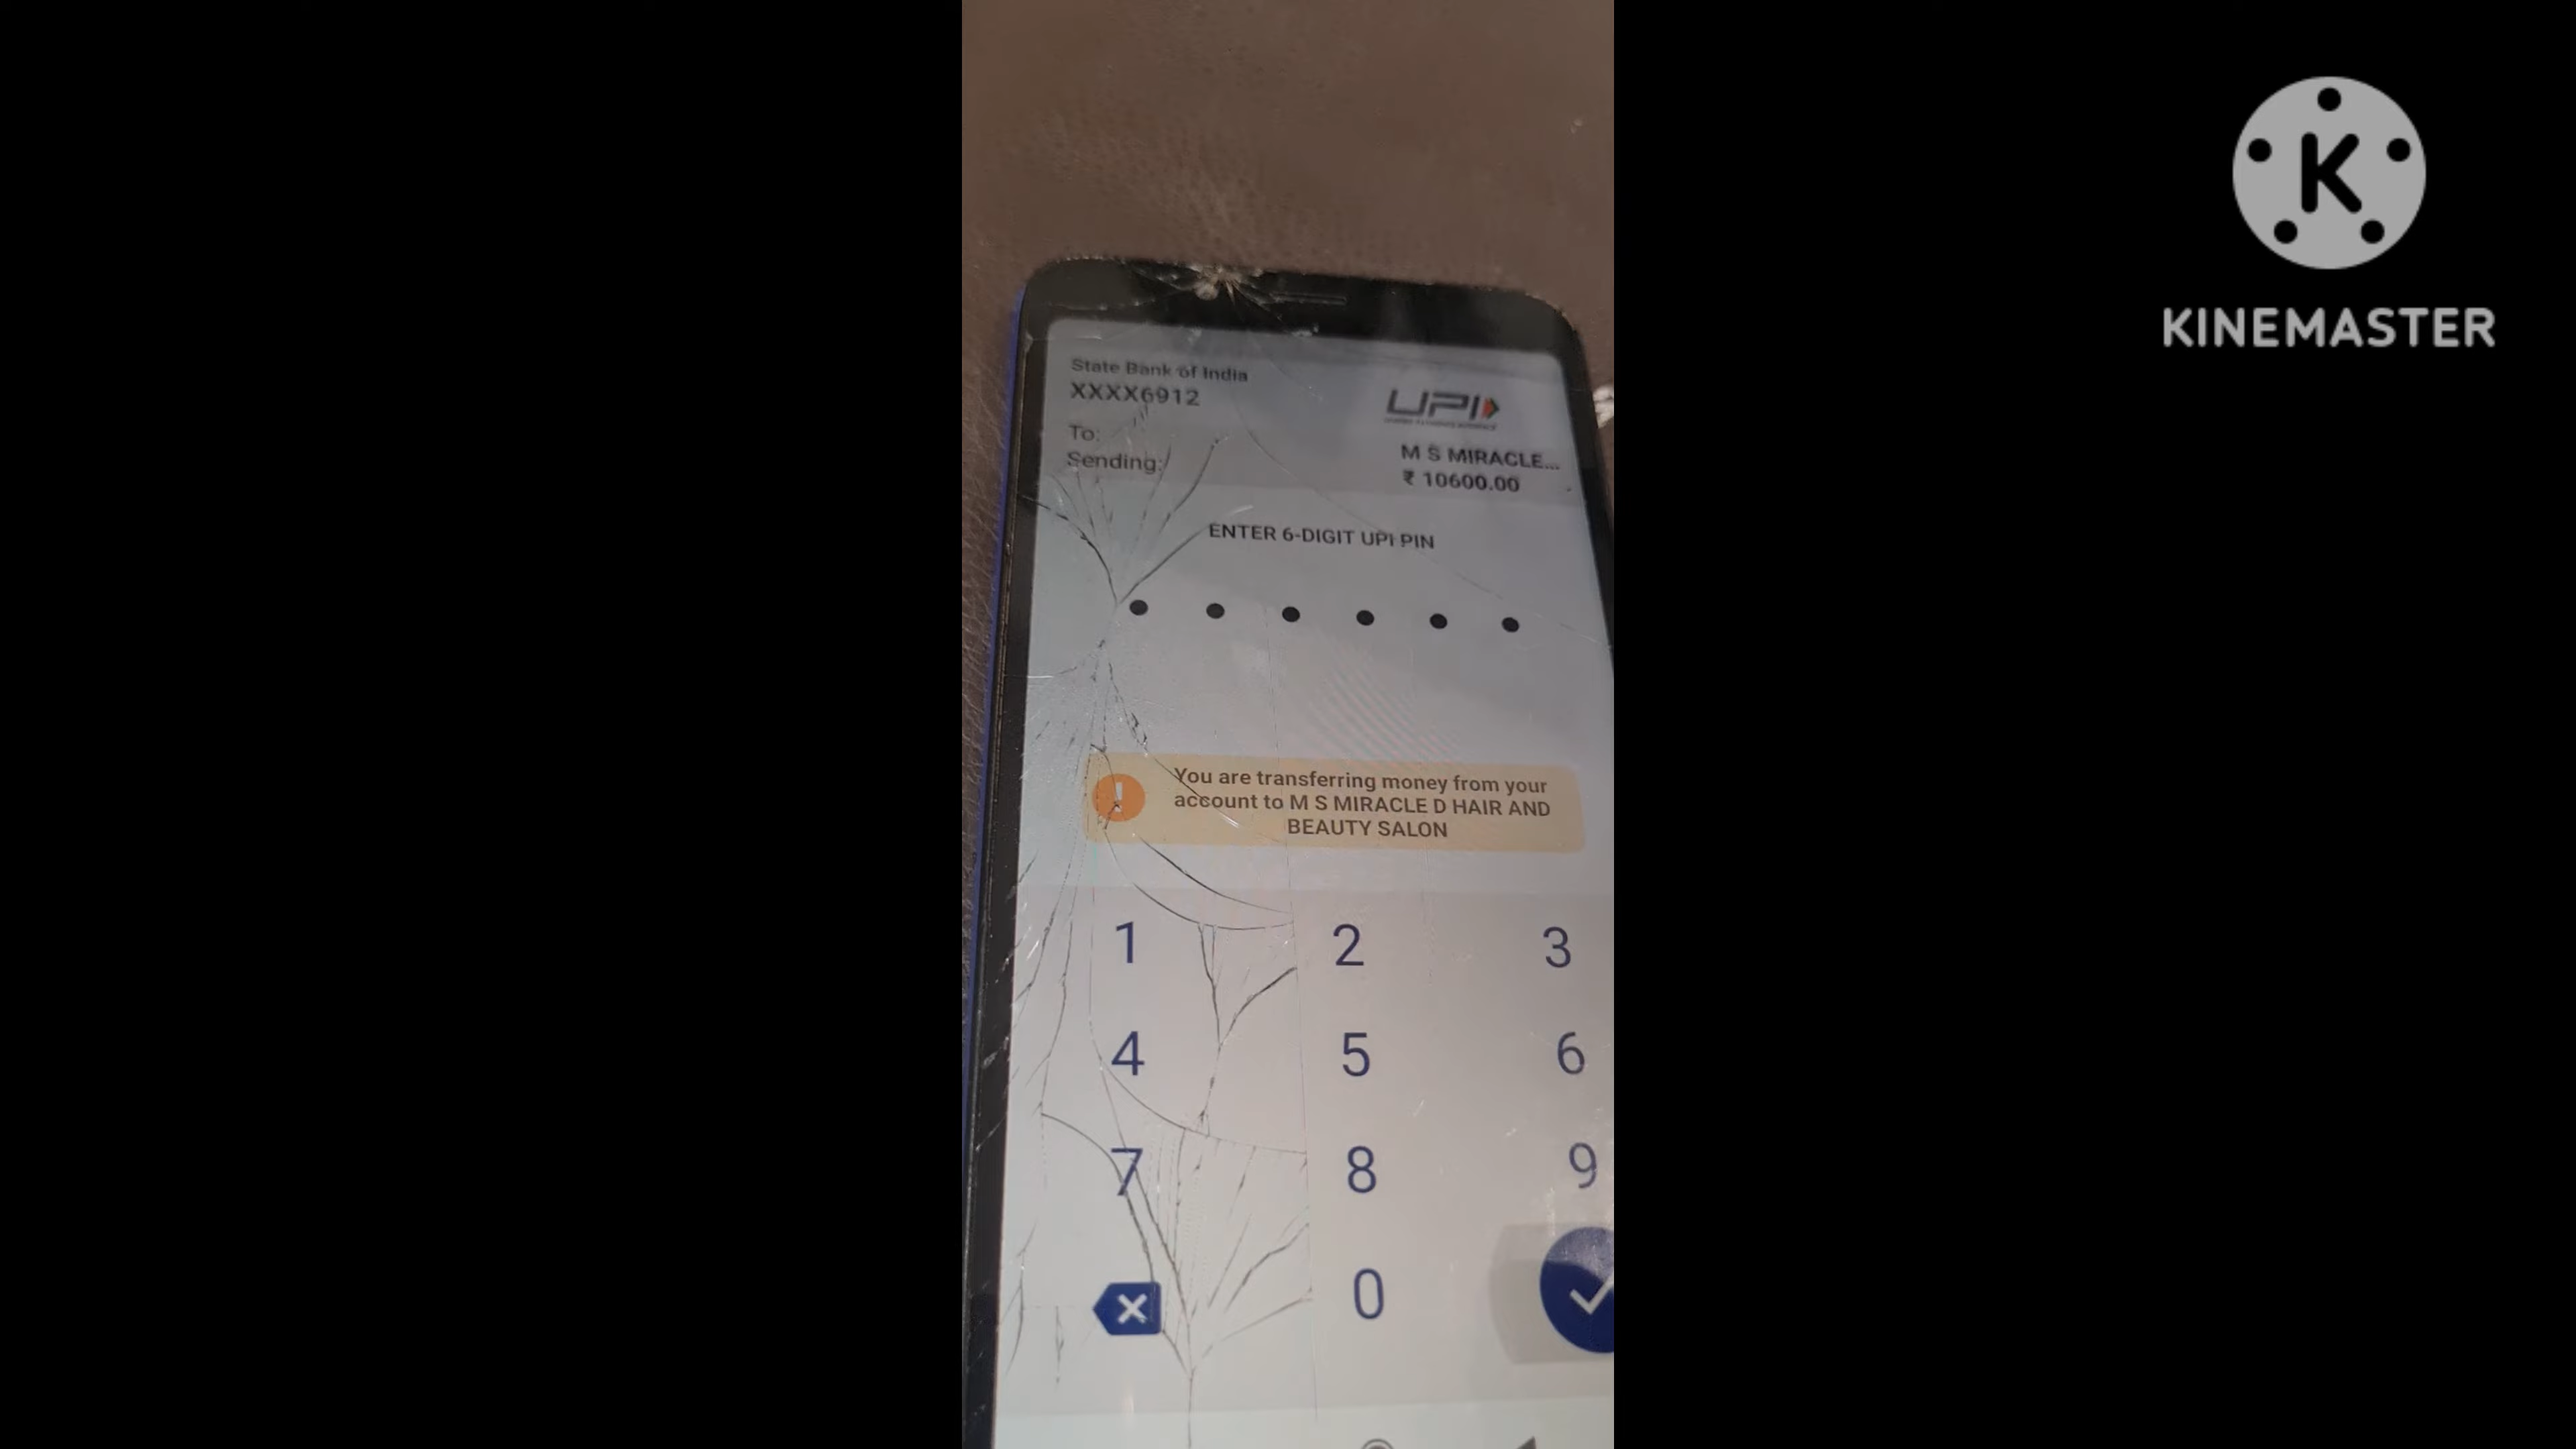 K
KINEMASTER
State Bank of India
XXXX6912
UPI
To:
M S MIRACLE...
Sending:
₹ 10600.00
ENTER 6-DIGIT UPI PIN
You are transferring money from your
account to M S MIRACLE D HAIR AND
BEAUTY SALON
1 2 3
4 5 6
7 8 9
0